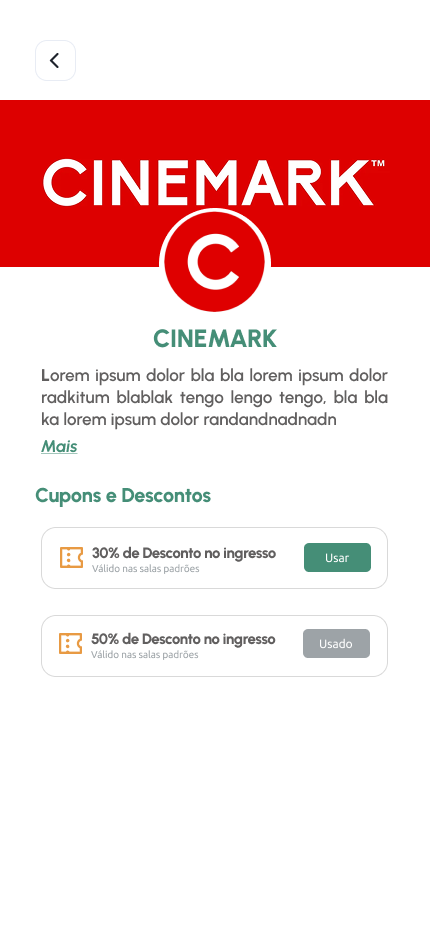 CINEMARK™
C
CINEMARK
Lorem ipsum dolor bla bla lorem ipsum dolor
radkitum blablak tengo lengo tengo, bla bla
ka lorem ipsum dolor randandnadnadn
Mais
Cupons e Descontos
30% de Desconto no ingresso
Válido nas salas padrões
Usar
50% de Desconto no ingresso
Válido nas salas padrões
Usado